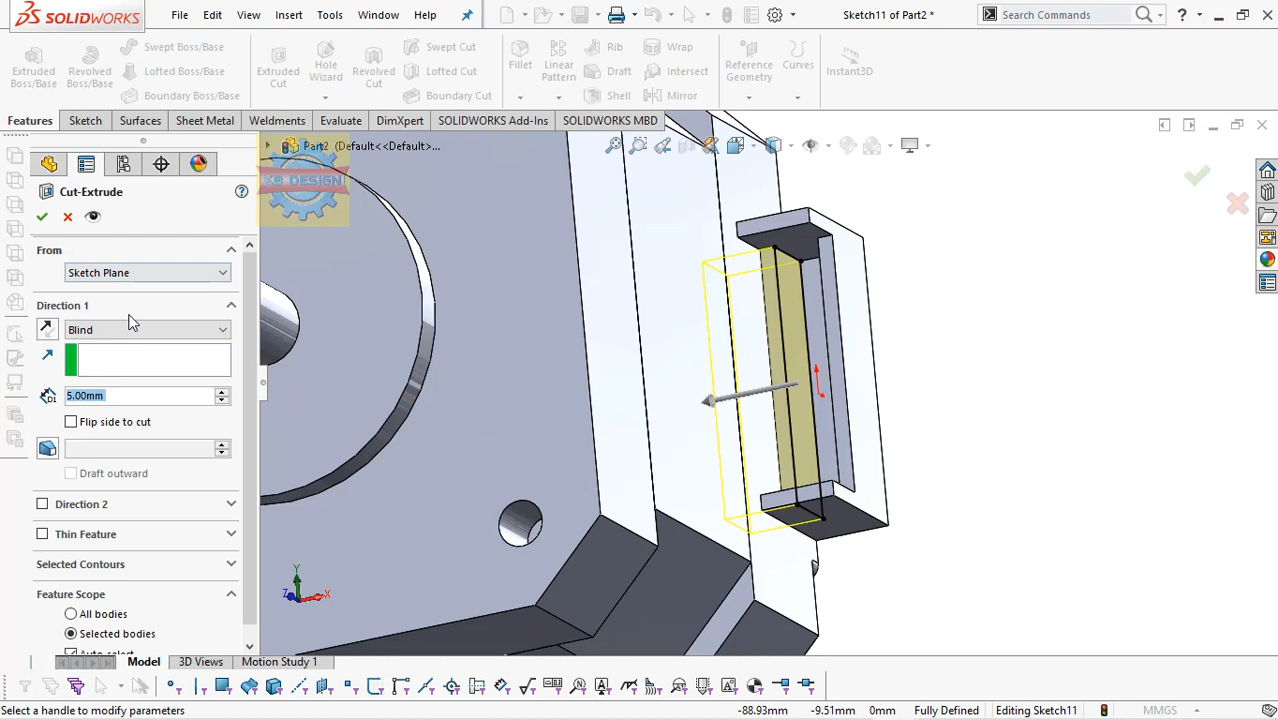 SOLIDWORKS File Edit View Insert Tools Window Help Sketch11 of Part2 * Search Commands ?
Extruded Boss/Base
Revolved Boss/Base
Swept Boss/Base
Lofted Boss/Base
Boundary Boss/Base
Extruded Cut
Hole Wizard
Revolved Cut
Swept Cut
Lofted Cut
Boundary Cut
Fillet
Linear Pattern
Rib
Draft
Shell
Wrap
Intersect
Mirror
Reference Geometry
Curves
Instant3D
Features Sketch Surfaces Sheet Metal Weldments Evaluate DimXpert SOLIDWORKS Add-Ins SOLIDWORKS MBD
Part2 (Default<<Default>...
DESIGN
Cut-Extrude
From
Sketch Plane
Direction 1
Blind
D1 5.00mm
Flip side to cut
Draft outward
Direction 2
Thin Feature
Selected Contours
Feature Scope
All bodies
Selected bodies
Auto-select
Y
Z X
Model 3D Views Motion Study 1
Select a handle to modify parameters -88.93mm -9.51mm 0mm Fully Defined Editing Sketch11 MMGS